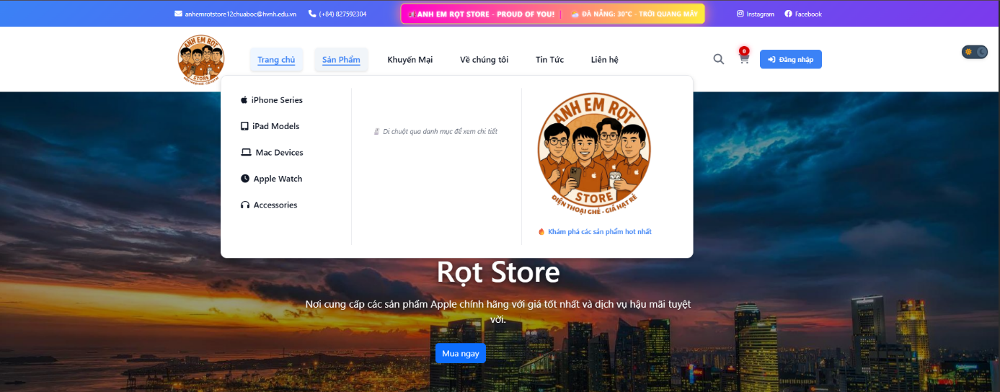 anhemrotstore12chuaboc@hvnh.edu.vn
(+84) 827592304
ANH EM RỌT STORE - PROUD OF YOU! |
ĐÀ NẴNG: 30°C - TRỜI QUANG MÂY
Instagram
Facebook
ANH EM RỌT
STORE
Trang chủ
Sản Phẩm
Khuyến Mại
Về chúng tôi
Tin Tức
Liên hệ
0
Đăng nhập
iPhone Series
iPad Models
Mac Devices
Apple Watch
Accessories
Di chuột qua danh mục để xem chi tiết
ANH EM RỌT
STORE
ĐIỆN THOẠI GHẺ - GIÁ HẠT RẺ
Khám phá các sản phẩm hot nhất
Rọt Store
Nơi cung cấp các sản phẩm Apple chính hãng với giá tốt nhất và dịch vụ hậu mãi tuyệt
vời.
Mua ngay